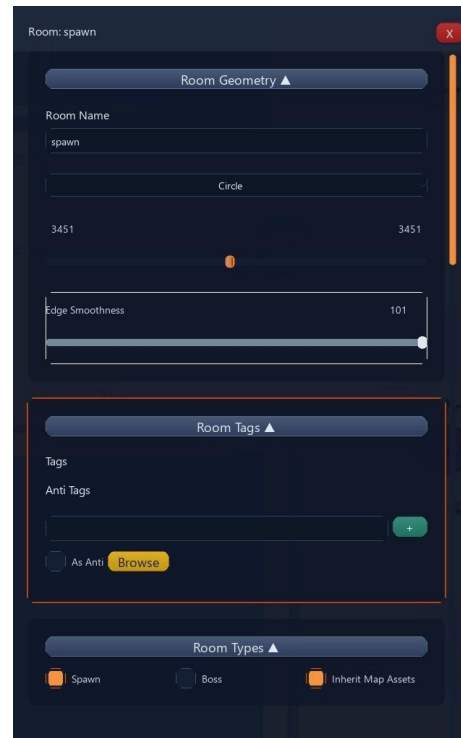 Room: spawn
X
Room Geometry ▲
Room Name
spawn
Circle
3451 3451
Edge Smoothness 101
Room Tags ▲
Tags
Anti Tags
+
As Anti Browse
Room Types ▲
Spawn Boss Inherit Map Assets